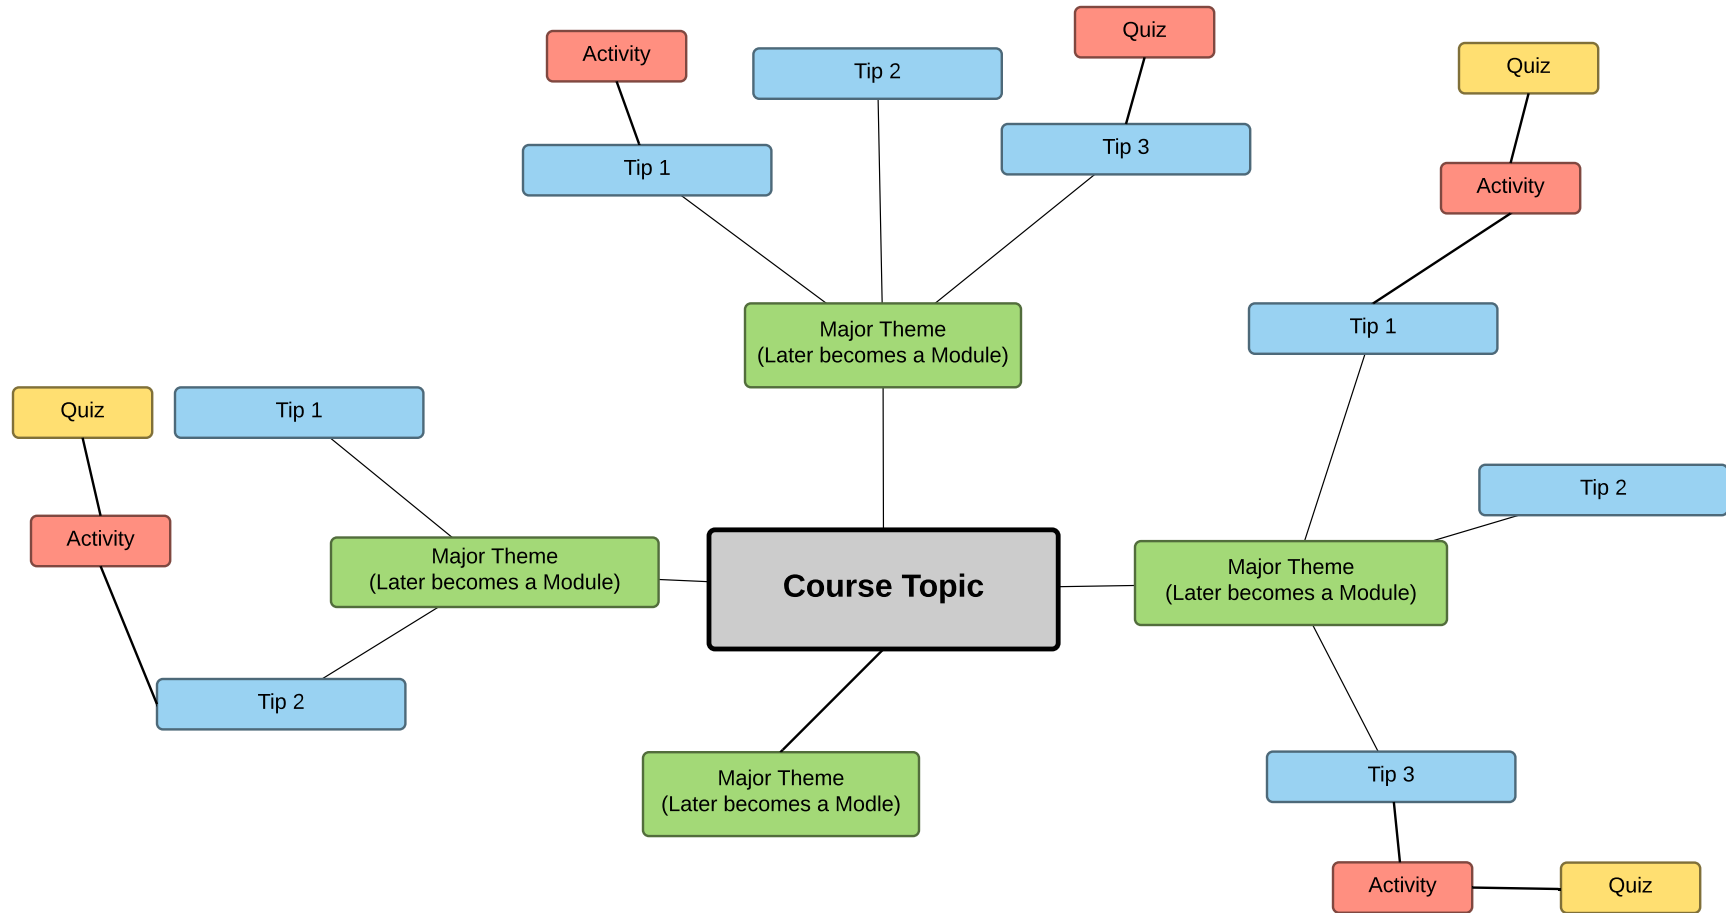 Quiz
Activity
Quiz
Tip 2
Tip 3
Tip 1
Activity
Tip 1
Major Theme
(Later becomes a Module)
Quiz
Tip 1
Tip 2
Activity
Major Theme
(Later becomes a Module)
Course Topic
Major Theme
(Later becomes a Module)
Tip 2
Major Theme
(Later becomes a Modle)
Tip 3
Activity
Quiz